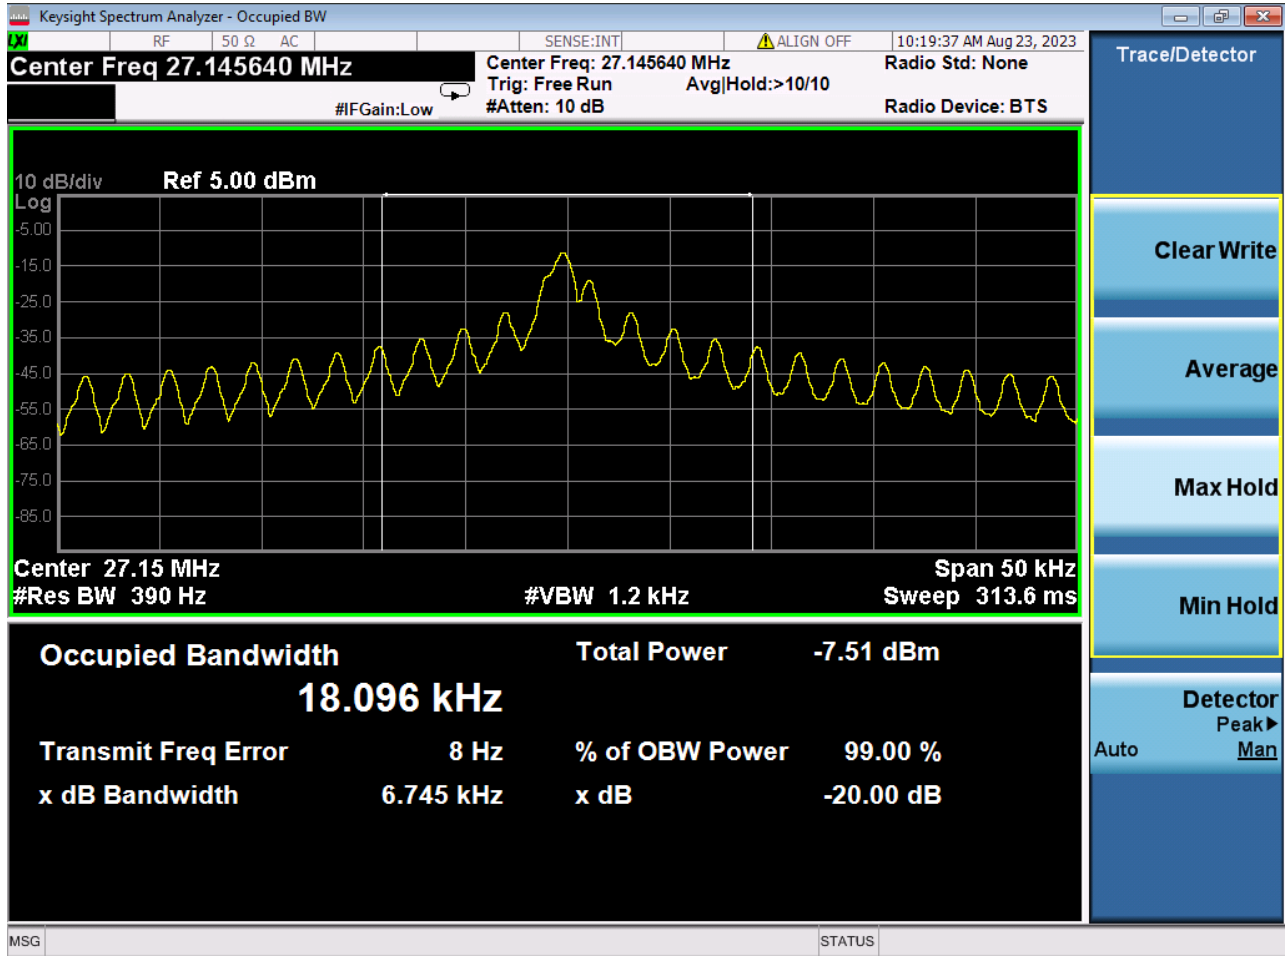 Keysight Spectrum Analyzer - Occupied BW
LXI RF 50 Ω AC SENSE:INT ALIGN OFF 10:19:37 AM Aug 23, 2023
Center Freq 27.145640 MHz
Center Freq: 27.145640 MHz Radio Std: None
Trig: Free Run Avg|Hold:>10/10
#IFGain:Low #Atten: 10 dB Radio Device: BTS
10 dB/div Ref 5.00 dBm
Log
-5.00
-15.0
-25.0
-35.0
-45.0
-55.0
-65.0
-75.0
-85.0
Center 27.15 MHz Span 50 kHz
#Res BW 390 Hz #VBW 1.2 kHz Sweep 313.6 ms
Occupied Bandwidth Total Power -7.51 dBm
18.096 kHz
Transmit Freq Error 8 Hz % of OBW Power 99.00 %
x dB Bandwidth 6.745 kHz x dB -20.00 dB
MSG STATUS
Trace/Detector
Clear Write
Average
Max Hold
Min Hold
Detector
Peak▶
Auto Man